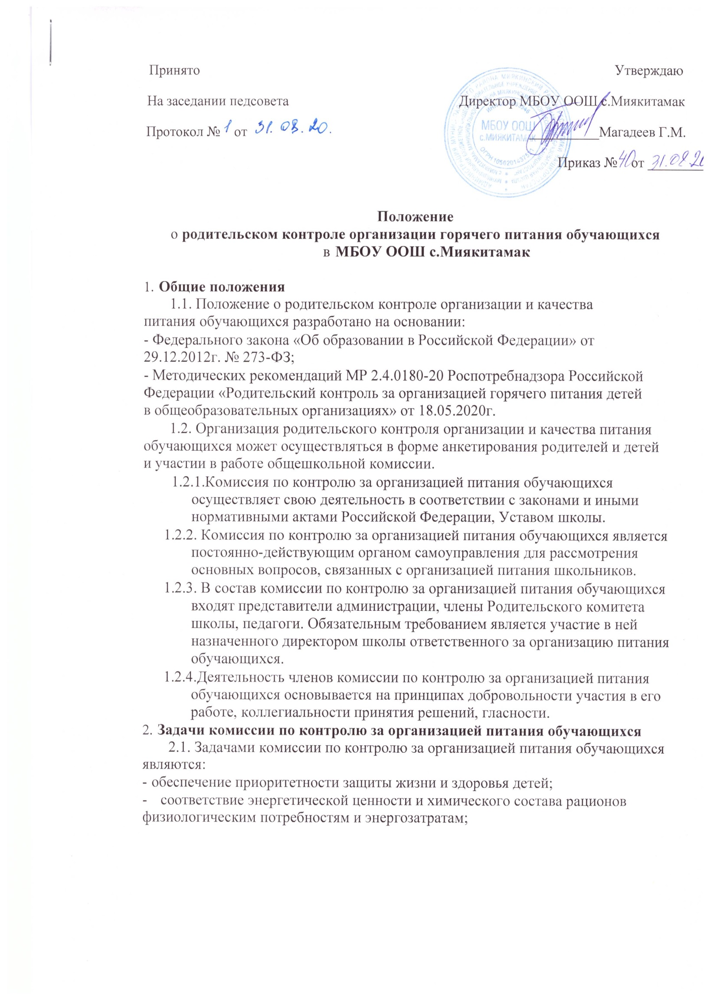 Принято
Утверждаю
На заседании педсовета
Директор МБОУ ООШ с.Миякитамак
Протокол № 1 от 31.08.20.
Магадеев Г.М.
Приказ № 40 от 31.08.20
МБОУ ООШ
с.МИЯКИТАМАК
Положение
о родительском контроле организации горячего питания обучающихся
в МБОУ ООШ с.Миякитамак
1. Общие положения
1.1. Положение о родительском контроле организации и качества
питания обучающихся разработано на основании:
- Федерального закона «Об образовании в Российской Федерации» от
29.12.2012г. № 273-ФЗ;
- Методических рекомендаций МР 2.4.0180-20 Роспотребнадзора Российской
Федерации «Родительский контроль за организацией горячего питания детей
в общеобразовательных организациях» от 18.05.2020г.
1.2. Организация родительского контроля организации и качества питания
обучающихся может осуществляться в форме анкетирования родителей и детей
и участии в работе общешкольной комиссии.
1.2.1.Комиссия по контролю за организацией питания обучающихся
осуществляет свою деятельность в соответствии с законами и иными
нормативными актами Российской Федерации, Уставом школы.
1.2.2. Комиссия по контролю за организацией питания обучающихся является
постоянно-действующим органом самоуправления для рассмотрения
основных вопросов, связанных с организацией питания школьников.
1.2.3. В состав комиссии по контролю за организацией питания обучающихся
входят представители администрации, члены Родительского комитета
школы, педагоги. Обязательным требованием является участие в ней
назначенного директором школы ответственного за организацию питания
обучающихся.
1.2.4.Деятельность членов комиссии по контролю за организацией питания
обучающихся основывается на принципах добровольности участия в его
работе, коллегиальности принятия решений, гласности.
2. Задачи комиссии по контролю за организацией питания обучающихся
2.1. Задачами комиссии по контролю за организацией питания обучающихся
являются:
- обеспечение приоритетности защиты жизни и здоровья детей;
- соответствие энергетической ценности и химического состава рационов
физиологическим потребностям и энергозатратам;